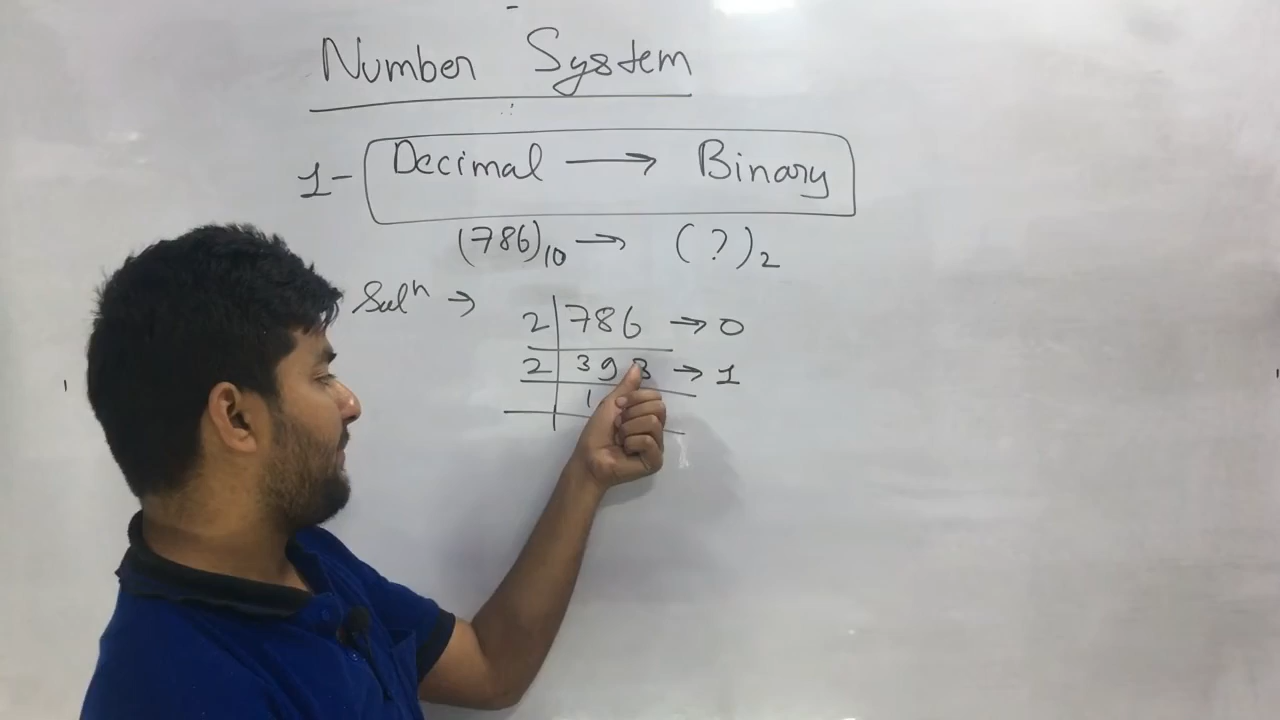 Number System
1- Decimal → Binary
(786)10 → (?)2
Solⁿ →
2 | 786 → 0
2 | 393 → 1
1